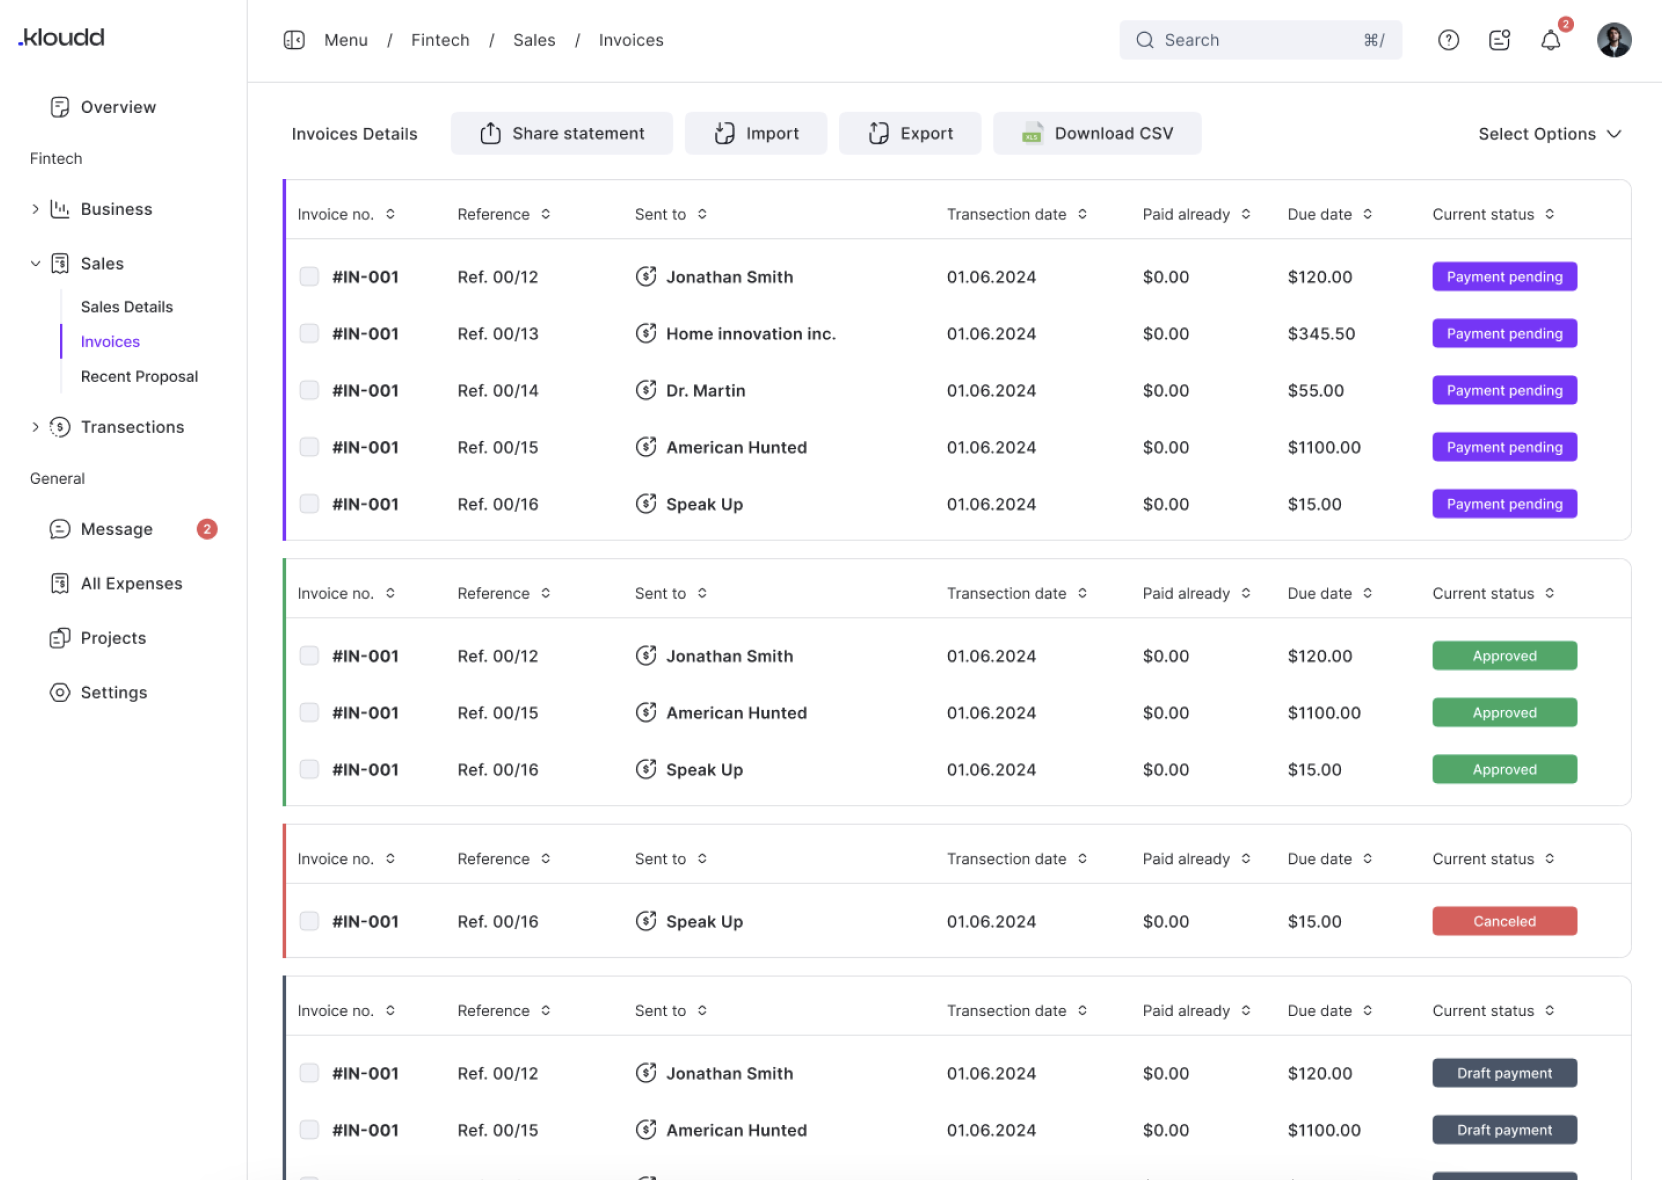 .kloudd
Menu / Fintech / Sales / Invoices
Search ⌘/
2
Overview
Fintech
Business
Sales
Sales Details
Invoices
Recent Proposal
Transections
General
Message 2
All Expenses
Projects
Settings
Invoices Details
Share statement
Import
Export
XLS Download CSV
Select Options
Invoice no. Reference Sent to Transection date Paid already Due date Current status
#IN-001 Ref. 00/12 Jonathan Smith 01.06.2024 $0.00 $120.00 Payment pending
#IN-001 Ref. 00/13 Home innovation inc. 01.06.2024 $0.00 $345.50 Payment pending
#IN-001 Ref. 00/14 Dr. Martin 01.06.2024 $0.00 $55.00 Payment pending
#IN-001 Ref. 00/15 American Hunted 01.06.2024 $0.00 $1100.00 Payment pending
#IN-001 Ref. 00/16 Speak Up 01.06.2024 $0.00 $15.00 Payment pending
Invoice no. Reference Sent to Transection date Paid already Due date Current status
#IN-001 Ref. 00/12 Jonathan Smith 01.06.2024 $0.00 $120.00 Approved
#IN-001 Ref. 00/15 American Hunted 01.06.2024 $0.00 $1100.00 Approved
#IN-001 Ref. 00/16 Speak Up 01.06.2024 $0.00 $15.00 Approved
Invoice no. Reference Sent to Transection date Paid already Due date Current status
#IN-001 Ref. 00/16 Speak Up 01.06.2024 $0.00 $15.00 Canceled
Invoice no. Reference Sent to Transection date Paid already Due date Current status
#IN-001 Ref. 00/12 Jonathan Smith 01.06.2024 $0.00 $120.00 Draft payment
#IN-001 Ref. 00/15 American Hunted 01.06.2024 $0.00 $1100.00 Draft payment